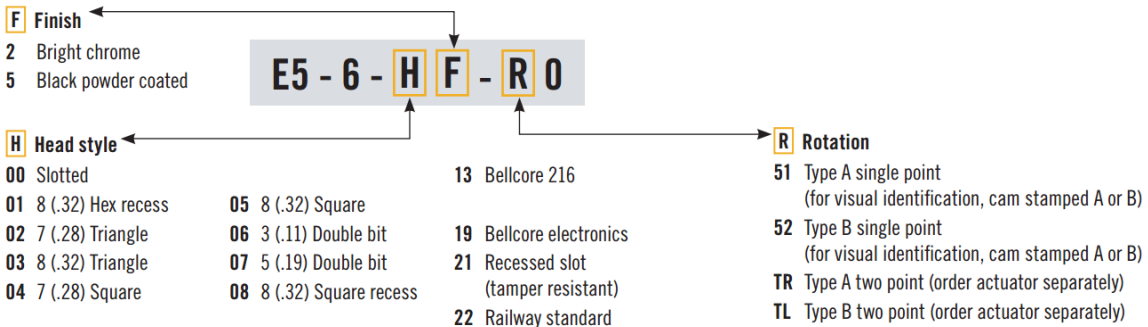 F Finish
2 Bright chrome
5 Black powder coated
E5 - 6 - H F - R 0
H Head style
00 Slotted
01 8 (.32) Hex recess
02 7 (.28) Triangle
03 8 (.32) Triangle
04 7 (.28) Square
05 8 (.32) Square
06 3 (.11) Double bit
07 5 (.19) Double bit
08 8 (.32) Square recess
13 Bellcore 216
19 Bellcore electronics
21 Recessed slot
(tamper resistant)
22 Railway standard
R Rotation
51 Type A single point
(for visual identification, cam stamped A or B)
52 Type B single point
(for visual identification, cam stamped A or B)
TR Type A two point (order actuator separately)
TL Type B two point (order actuator separately)